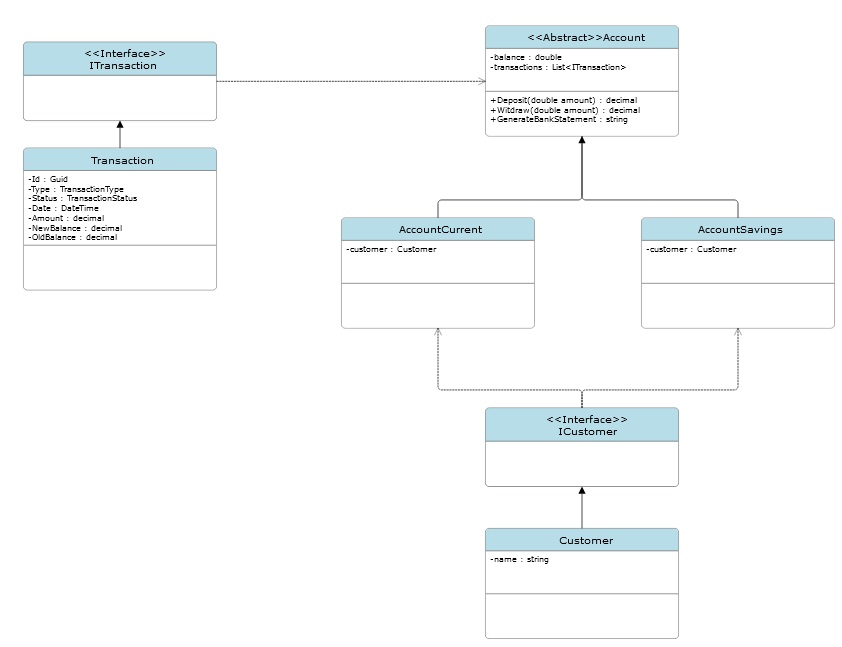 <<Interface>>
ITransaction
<<Abstract>>Account
-balance : double
-transactions : List<ITransaction>
+Deposit(double amount) : decimal
+Witdraw(double amount) : decimal
+GenerateBankStatement : string
Transaction
-Id : Guid
-Type : TransactionType
-Status : TransactionStatus
-Date : DateTime
-Amount : decimal
-NewBalance : decimal
-OldBalance : decimal
AccountCurrent
-customer : Customer
AccountSavings
-customer : Customer
<<Interface>>
ICustomer
Customer
-name : string